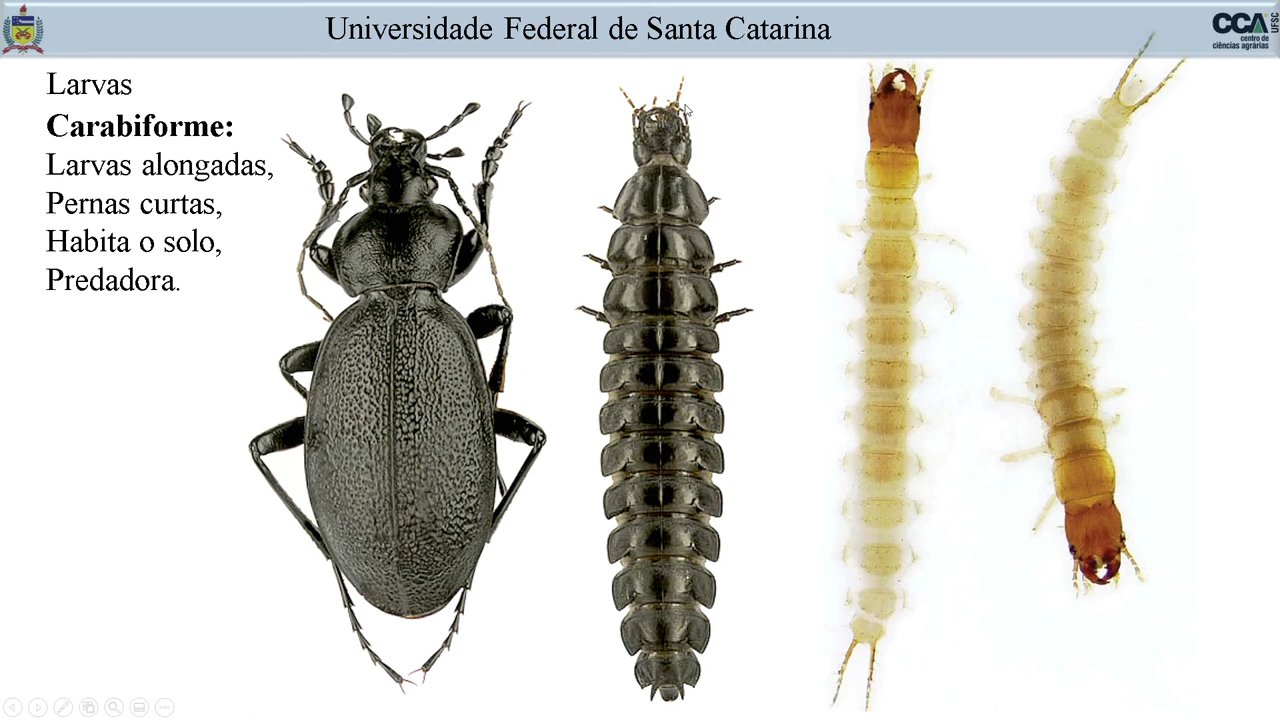 Universidade Federal de Santa Catarina
CCA
UFSC
centro de
ciências agrárias
Larvas
Carabiforme:
Larvas alongadas,
Pernas curtas,
Habita o solo,
Predadora.